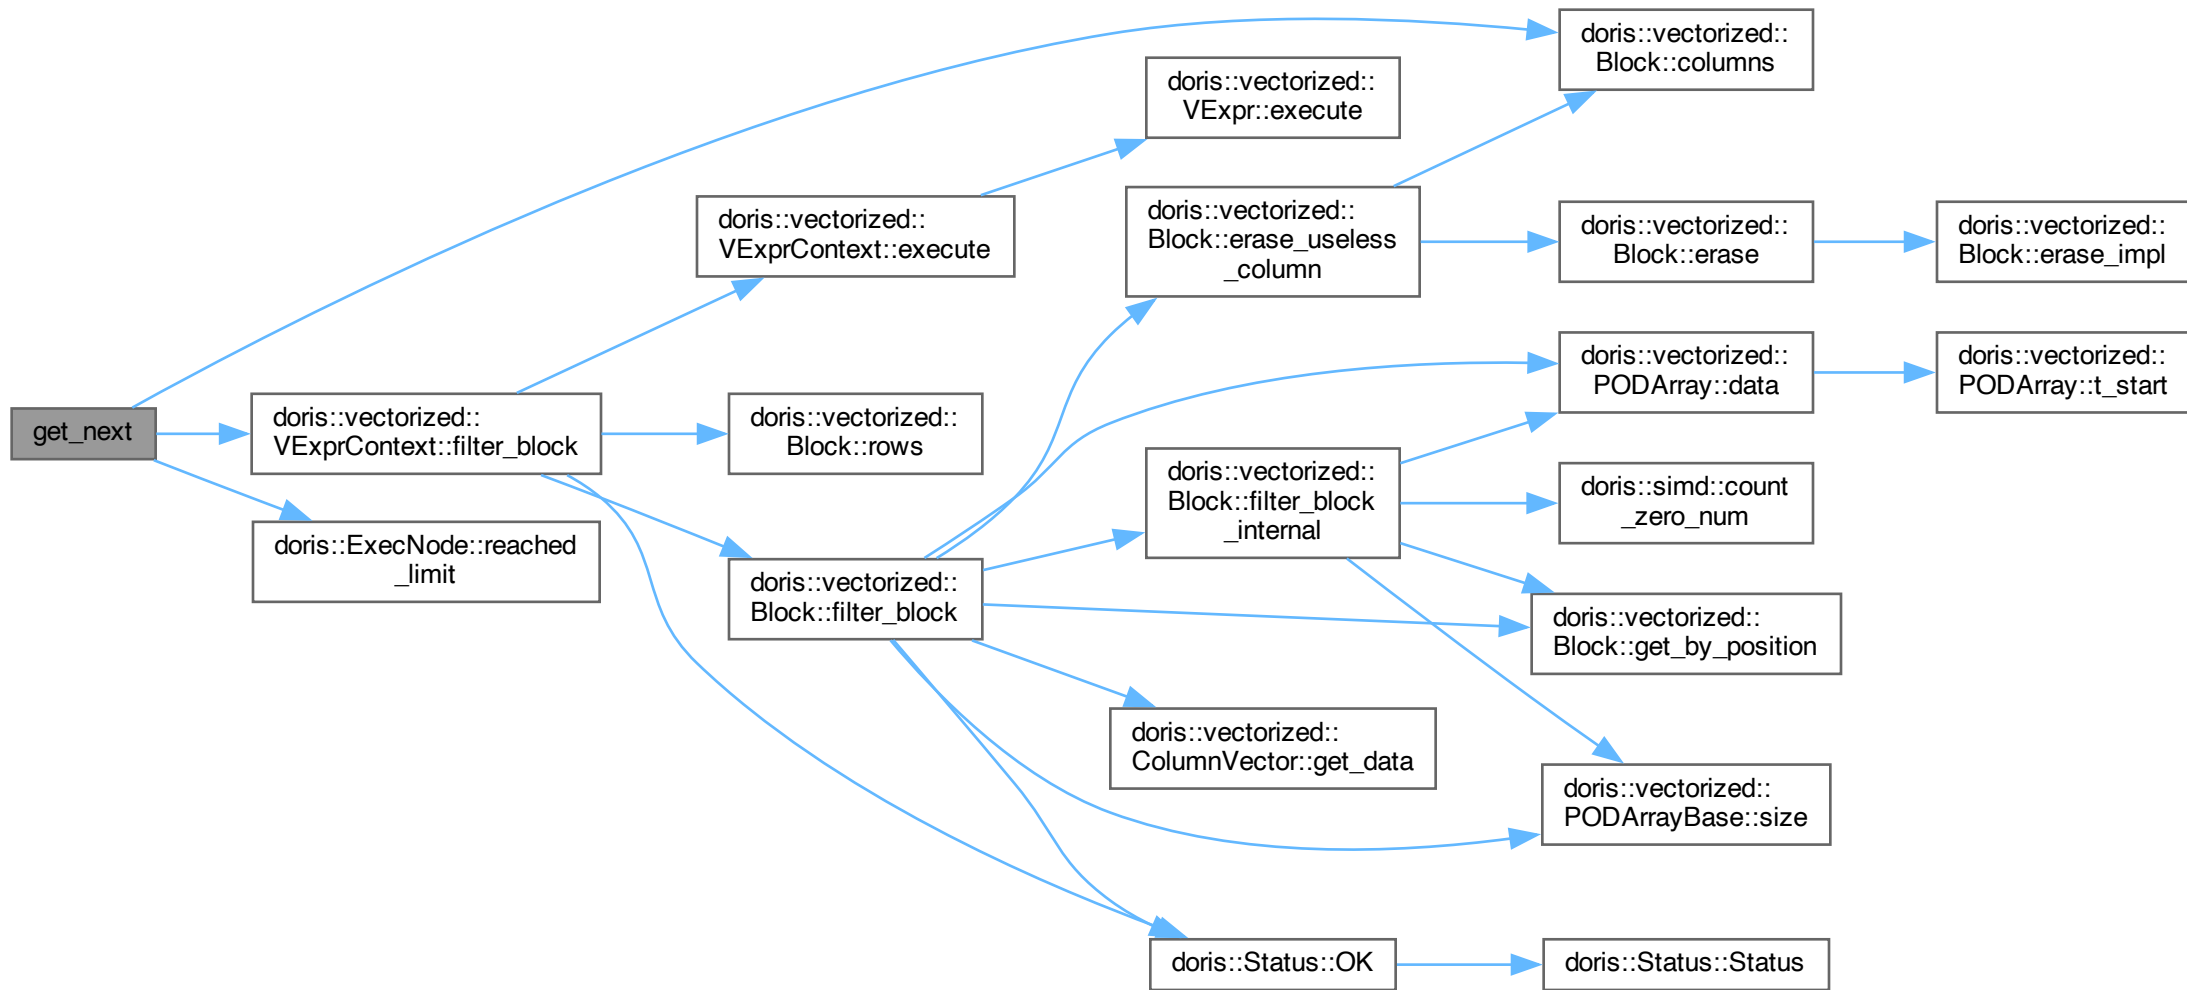 get_next
doris::vectorized::
VExprContext::filter_block
doris::ExecNode::reached
_limit
doris::vectorized::
VExprContext::execute
doris::vectorized::
Block::rows
doris::vectorized::
Block::filter_block
doris::vectorized::
VExpr::execute
doris::vectorized::
Block::erase_useless
_column
doris::vectorized::
Block::filter_block
_internal
doris::vectorized::
ColumnVector::get_data
doris::Status::OK
doris::vectorized::
Block::columns
doris::vectorized::
Block::erase
doris::vectorized::
PODArray::data
doris::simd::count
_zero_num
doris::vectorized::
Block::get_by_position
doris::vectorized::
PODArrayBase::size
doris::Status::Status
doris::vectorized::
Block::erase_impl
doris::vectorized::
PODArray::t_start